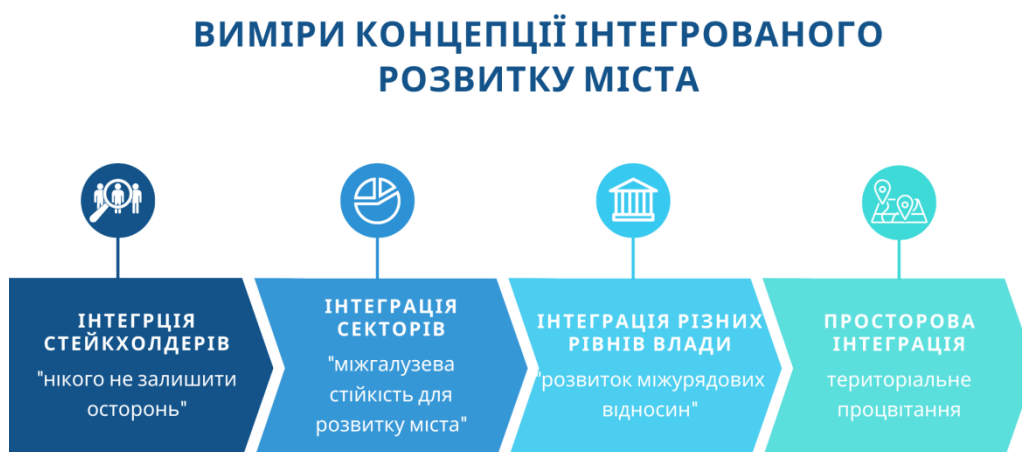 ВИМІРИ КОНЦЕПЦІЇ ІНТЕГРОВАНОГО
РОЗВИТКУ МІСТА
ІНТЕГРЦІЯ
СТЕЙКХОЛДЕРІВ
"нікого не залишити
осторонь"
ІНТЕГРАЦІЯ
СЕКТОРІВ
"міжгалузева
стійкість для
розвитку міста"
ІНТЕГРАЦІЯ РІЗНИХ
РІВНІВ ВЛАДИ
"розвиток міжурядових
відносин"
ПРОСТОРОВА
ІНТЕГРАЦІЯ
територіальне
процвітання